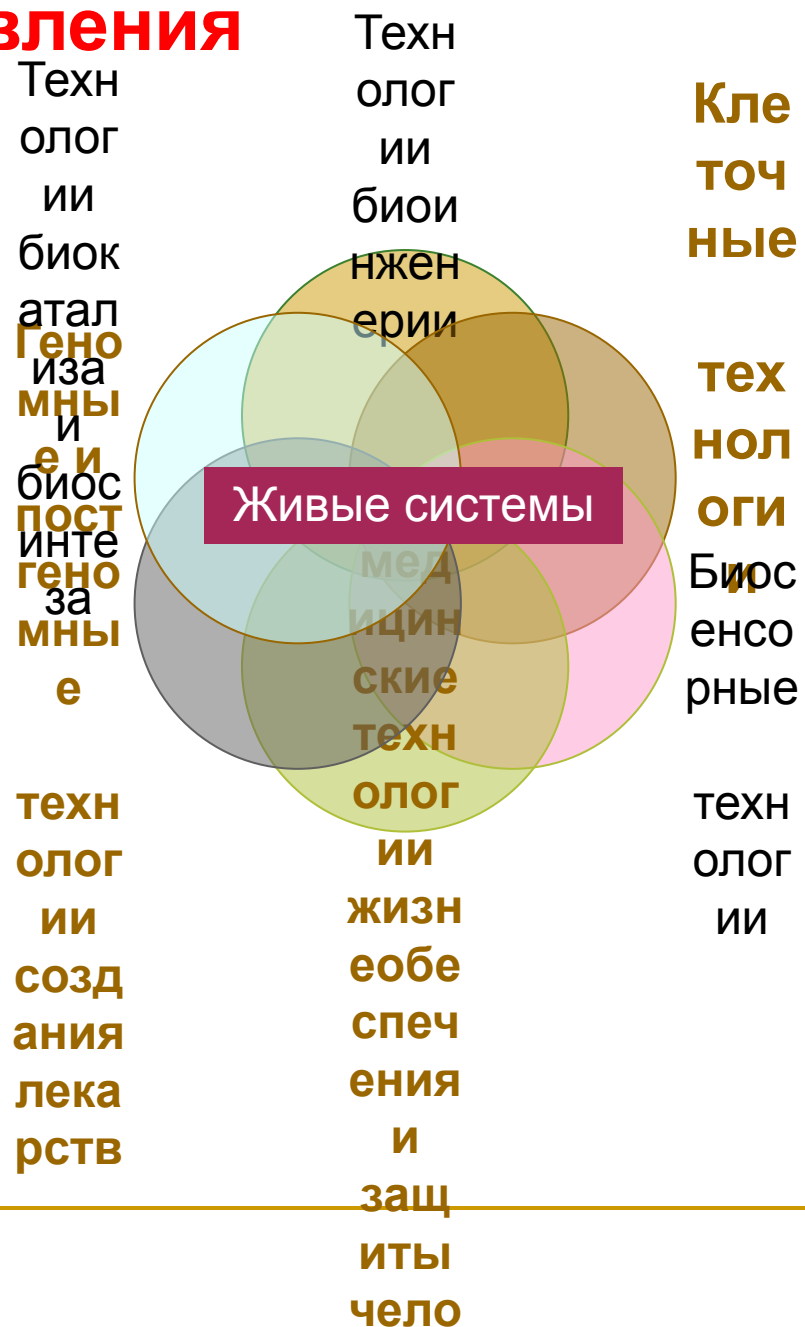 вления
Техн
олог
ии
биои
нжен
ерии
Техн
олог
ии
биок
атал
иза
и
биос
инте
за
Кле
точ
ные
тех
нол
оги
и
Гено
мны
е и
пост
гено
мны
е
техн
олог
ии
созд
ания
лека
рств
Живые системы
мед
ицин
ские
техн
олог
ии
жизн
еобе
спеч
ения
и
защ
иты
чело
Биос
енсо
рные
техн
олог
ии